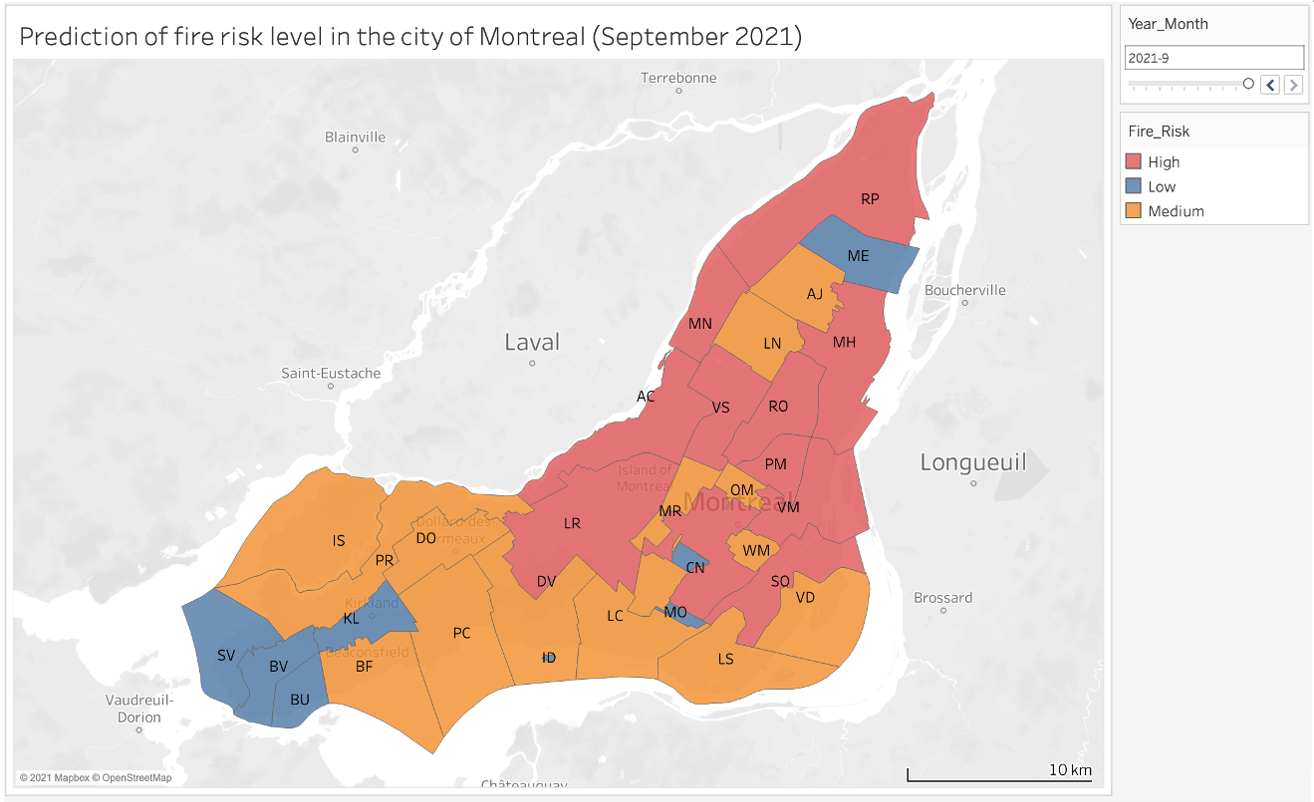 Prediction of fire risk level in the city of Montreal (September 2021)
Year_Month
2021-9
Fire_Risk
High
Low
Medium
Terrebonne
Blainville
RP
ME
Boucherville
AJ
MN
Laval
LN
MH
Saint-Eustache
AC
VS
RO
Longueuil
PM
Island of
Montreal
OM
Montreal
VM
MR
LR
Dollard-des-
Ormeaux
IS
DO
PR
WM
CN
DV
SO
VD
Brossard
Kirkland
KL
MO
LC
PC
Beaconsfield
SV
BV
BF
ID
LS
BU
Vaudreuil-
Dorion
© 2021 Mapbox © OpenStreetMap
Châteauguay
10 km